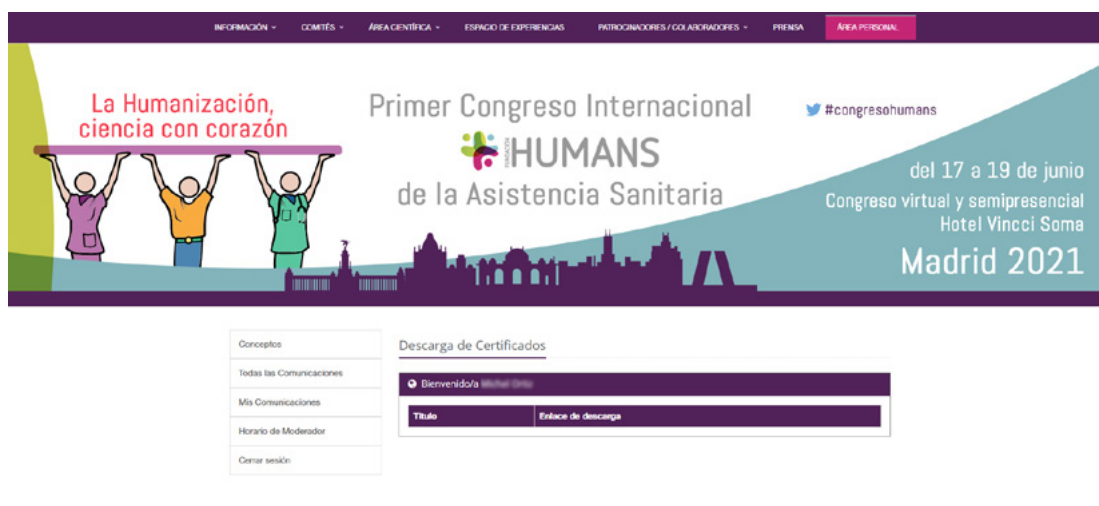 INFORMACIÓN
COMITÉS
ÁREA CIENTÍFICA
ESPACIO DE EXPERIENCIAS
PATROCINADORES / COLABORADORES
PRENSA
ÁREA PERSONAL
La Humanización,
ciencia con corazón
Primer Congreso Internacional
FUNDACIÓN HUMANS
de la Asistencia Sanitaria
#congresohumans
del 17 a 19 de junio
Congreso virtual y semipresencial
Hotel Vincci Soma
Madrid 2021
Conceptos
Todas las Comunicaciones
Mis Comunicaciones
Horario de Moderador
Cerrar sesión
Descarga de Certificados
Bienvenido/a
Título Enlace de descarga